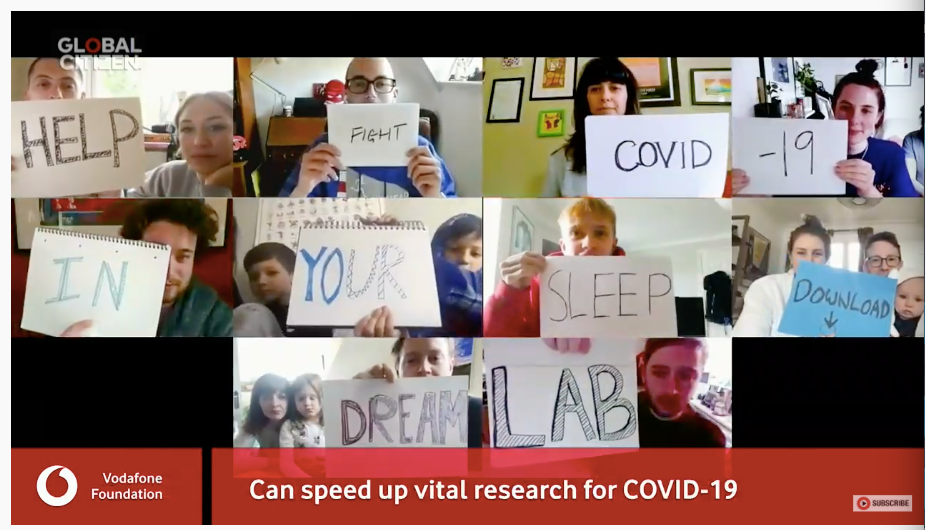 GLOBAL
CITIZEN.
HELP
FIGHT
COVID
-19
IN
YOUR
SLEEP
DOWNLOAD
DREAM
LAB
Vodafone
Foundation
Can speed up vital research for COVID-19
SUBSCRIBE